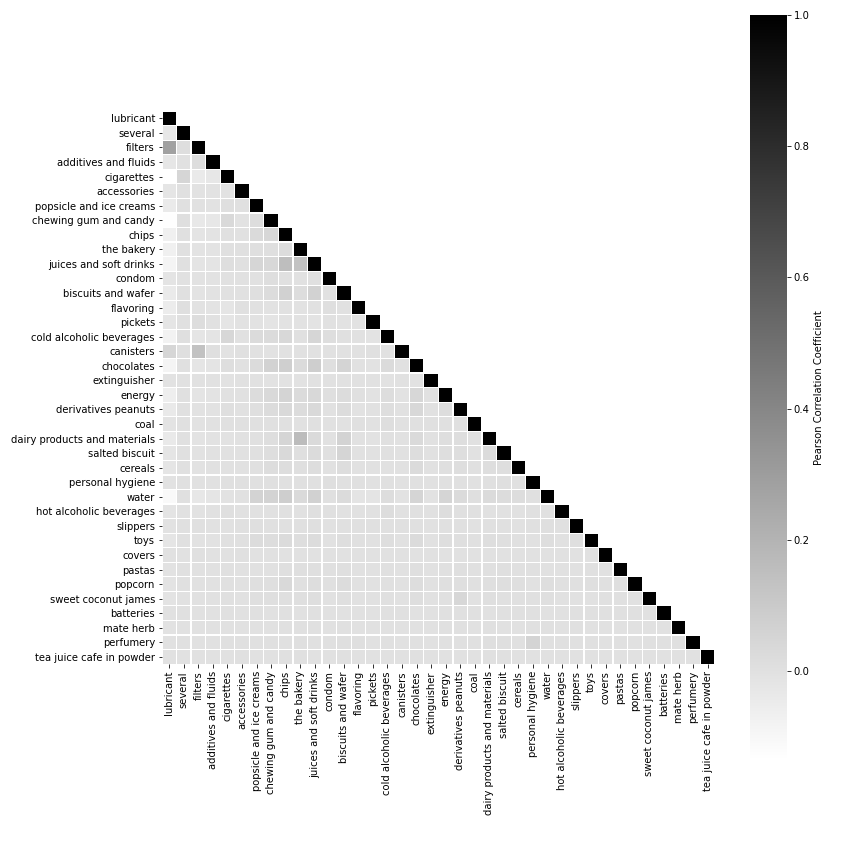 1.0
0.8
0.6
0.4
0.2
0.0
Pearson Correlation Coefficient
lubricant
several
filters
additives and fluids
cigarettes
accessories
popsicle and ice creams
chewing gum and candy
chips
the bakery
juices and soft drinks
condom
biscuits and wafer
flavoring
pickets
cold alcoholic beverages
canisters
chocolates
extinguisher
energy
derivatives peanuts
coal
dairy products and materials
salted biscuit
cereals
personal hygiene
water
hot alcoholic beverages
slippers
toys
covers
pastas
popcorn
sweet coconut james
batteries
mate herb
perfumery
tea juice cafe in powder
lubricant
several
filters
additives and fluids
cigarettes
accessories
popsicle and ice creams
chewing gum and candy
chips
the bakery
juices and soft drinks
condom
biscuits and wafer
flavoring
pickets
cold alcoholic beverages
canisters
chocolates
extinguisher
energy
derivatives peanuts
coal
dairy products and materials
salted biscuit
cereals
personal hygiene
water
hot alcoholic beverages
slippers
toys
covers
pastas
popcorn
sweet coconut james
batteries
mate herb
perfumery
tea juice cafe in powder